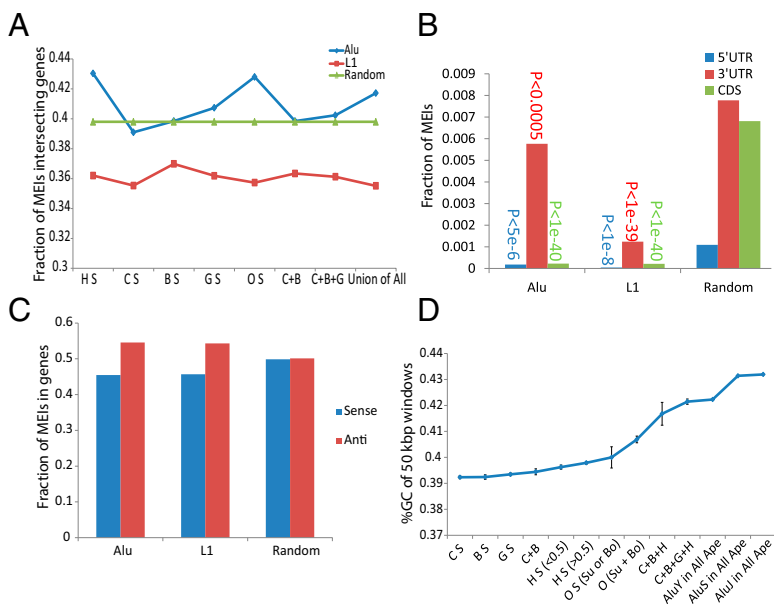 A
Fraction of MEIs intersecting genes
0.44
0.42
0.4
0.38
0.36
0.34
0.32
0.3
Alu
L1
Random
H S
C S
B S
G S
O S
C+B
C+B+G
Union of All
B
Fraction of MEIs
0.009
0.008
0.007
0.006
0.005
0.004
0.003
0.002
0.001
0
5'UTR
3'UTR
CDS
P<5e-6
P<0.0005
P<1e-40
P<1e-8
P<1e-39
P<1e-40
Alu
L1
Random
C
Fraction of MEIs in genes
0.6
0.5
0.4
0.3
0.2
0.1
0
Sense
Anti
Alu
L1
Random
D
%GC of 50 kbp windows
0.44
0.43
0.42
0.41
0.4
0.39
0.38
0.37
C S
B S
G S
C+B
H S (<0.5)
H S (>0.5)
O S (Su or Bo)
O (Su + Bo)
C+B+H
C+B+G+H
AluY in All Ape
AluS in All Ape
AluJ in All Ape